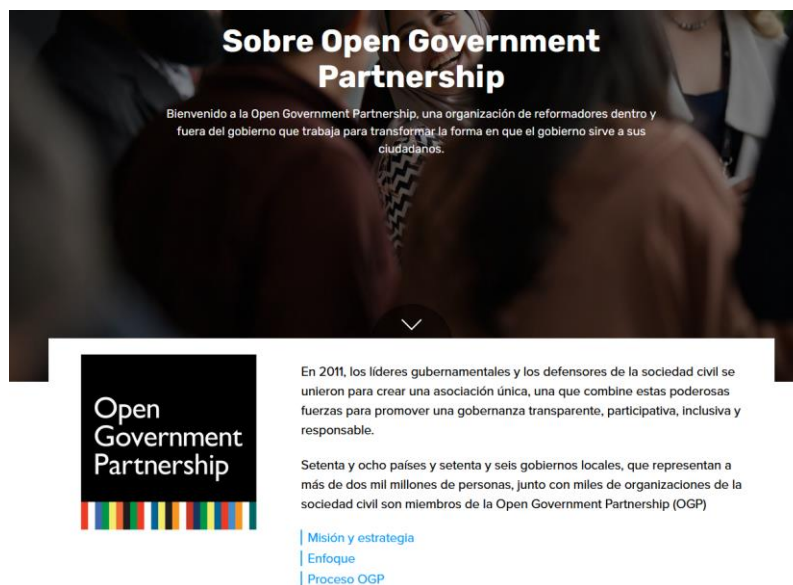 Sobre Open Government
Partnership
Bienvenido a la Open Government Partnership, una organización de reformadores dentro y
fuera del gobierno que trabaja para transformar la forma en que el gobierno sirve a sus
ciudadanos.
Open
Government
Partnership
En 2011, los líderes gubernamentales y los defensores de la sociedad civil se
unieron para crear una asociación única, una que combine estas poderosas
fuerzas para promover una gobernanza transparente, participativa, inclusiva y
responsable.
Setenta y ocho países y setenta y seis gobiernos locales, que representan a
más de dos mil millones de personas, junto con miles de organizaciones de la
sociedad civil son miembros de la Open Government Partnership (OGP)
Misión y estrategia
Enfoque
Proceso OGP